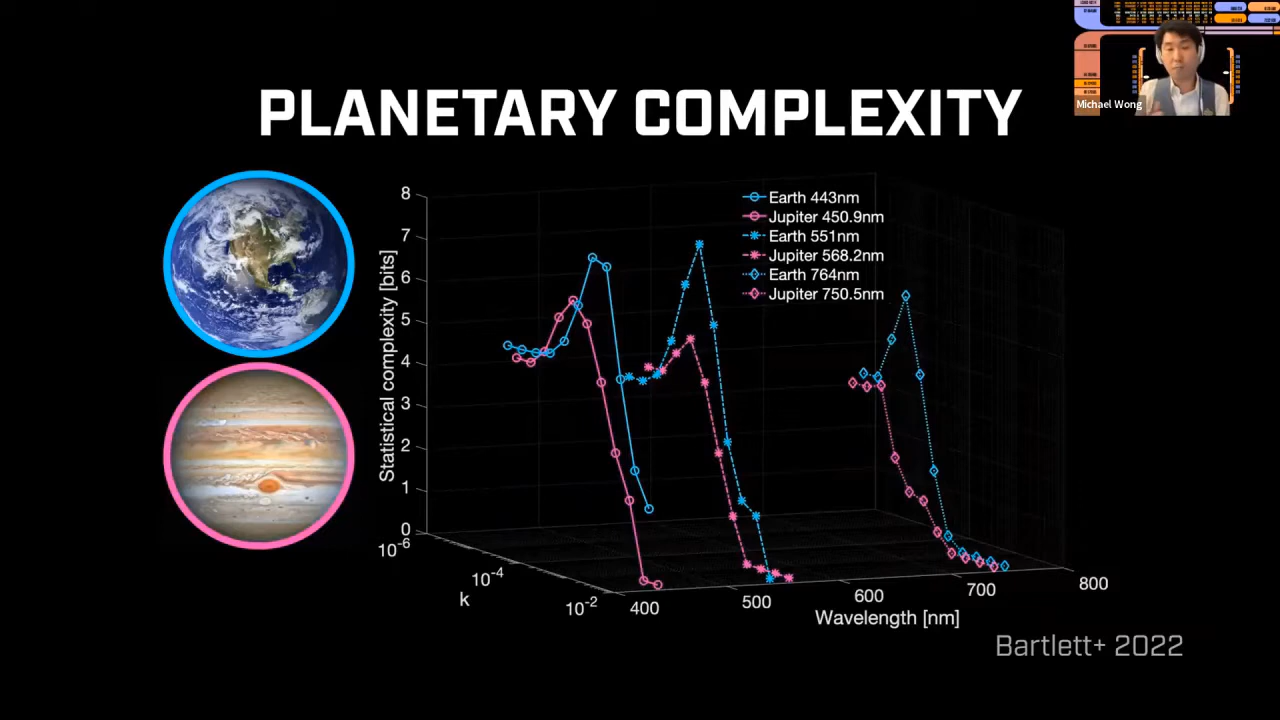 PLANETARY COMPLEXITY
Michael Wong
Earth 443nm
Jupiter 450.9nm
Earth 551nm
Jupiter 568.2nm
Earth 764nm
Jupiter 750.5nm
Statistical complexity [bits]
8
7
6
5
4
3
2
1
0
10-6
10-4
10-2
k
400
500
600
700
800
Wavelength [nm]
Bartlett+ 2022